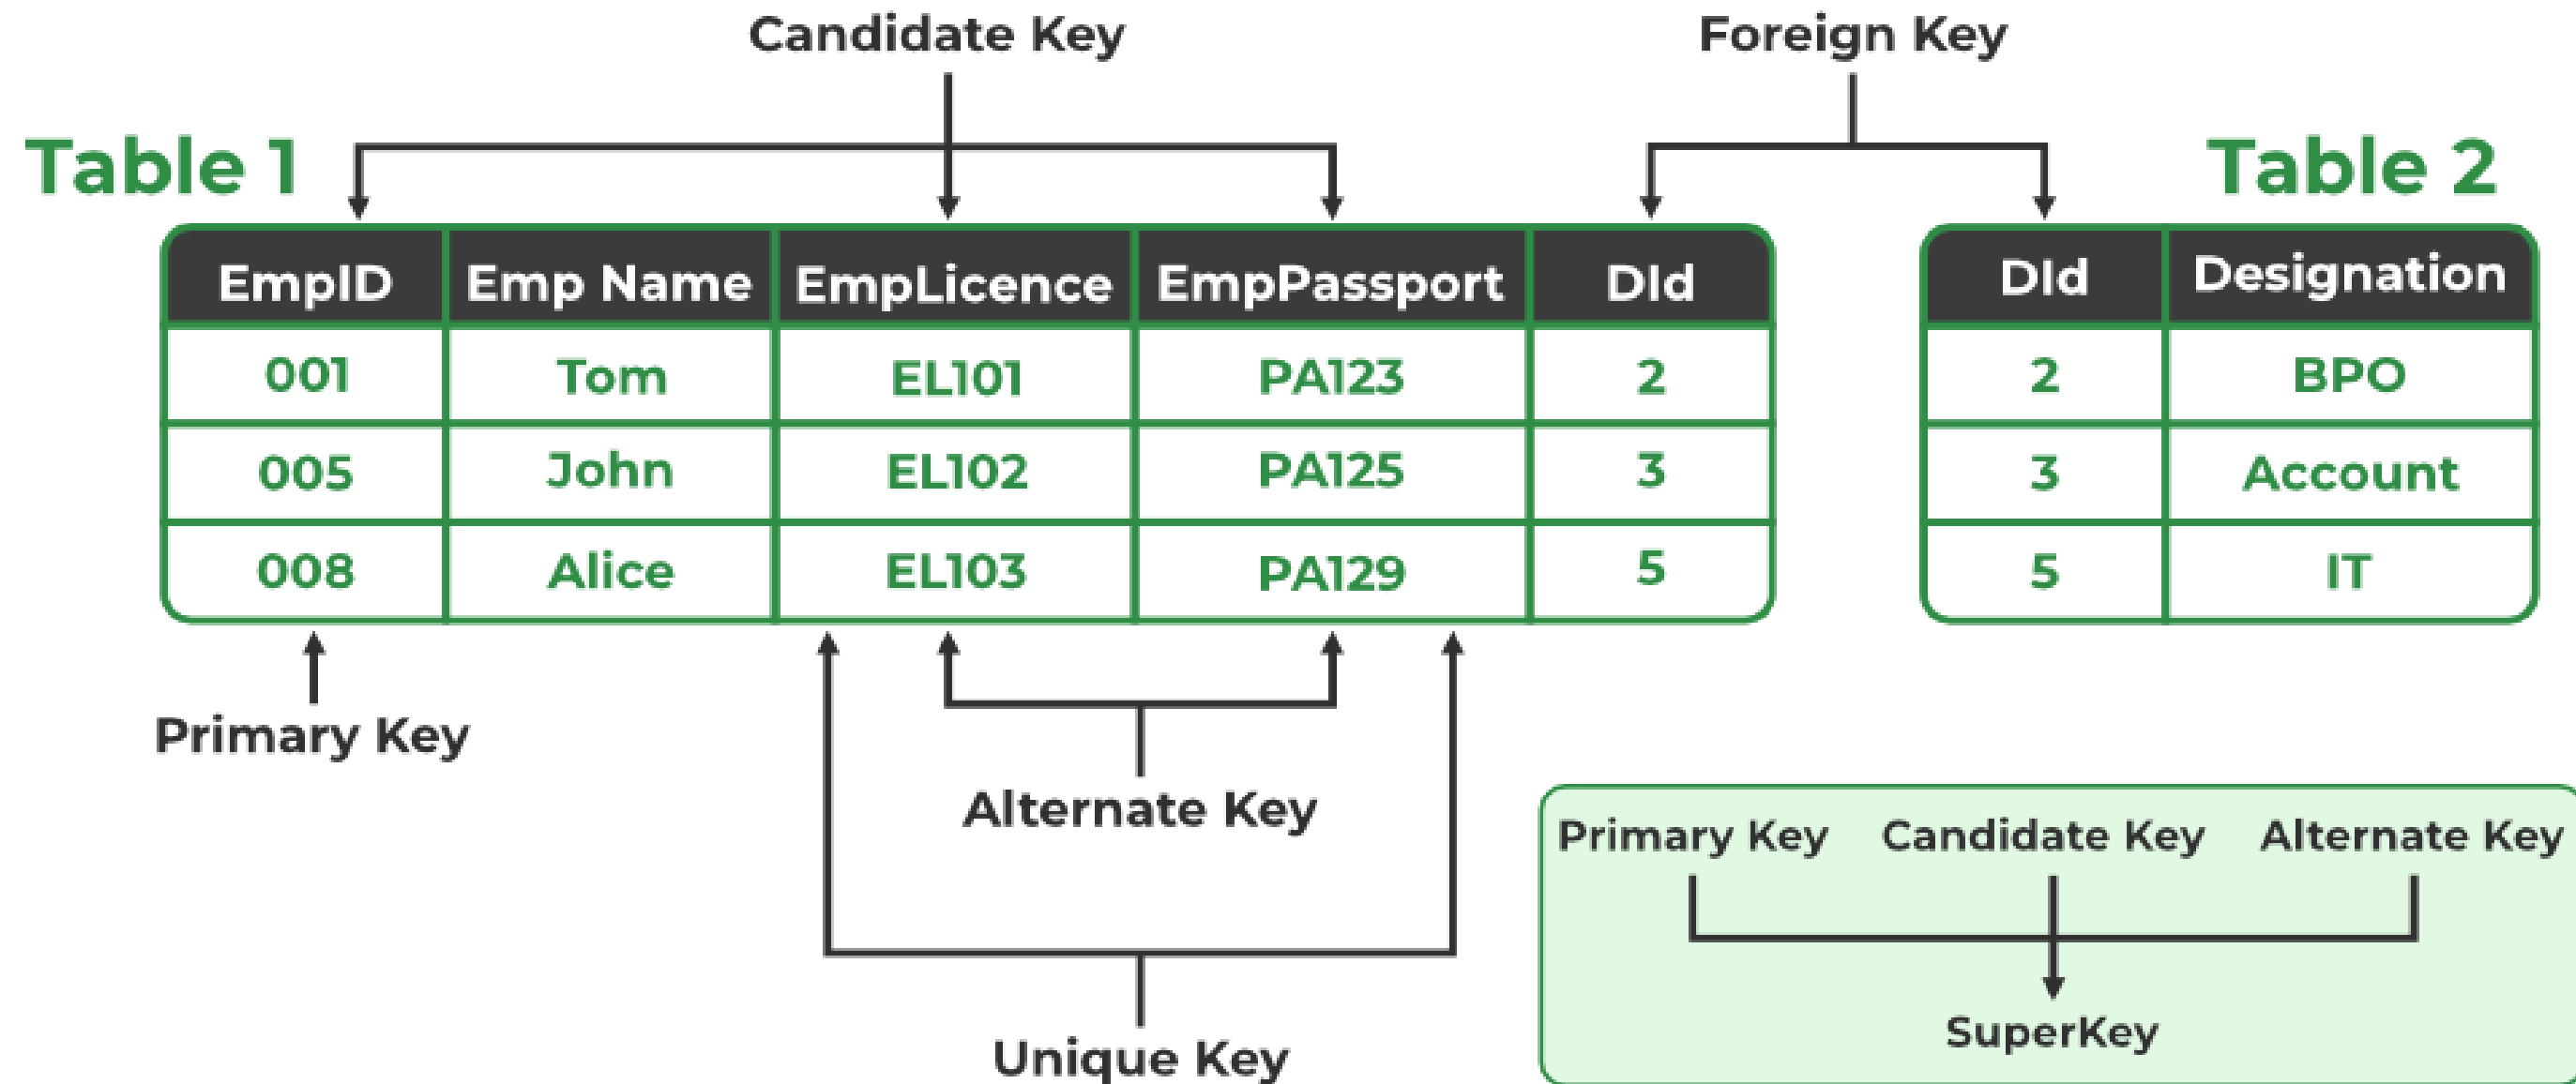 Candidate Key
Foreign Key
Table 1
Table 2
EmpID Emp Name EmpLicence EmpPassport DId
001 Tom EL101 PA123 2
005 John EL102 PA125 3
008 Alice EL103 PA129 5
DId Designation
2 BPO
3 Account
5 IT
Primary Key
Alternate Key
Unique Key
Primary Key Candidate Key Alternate Key
SuperKey